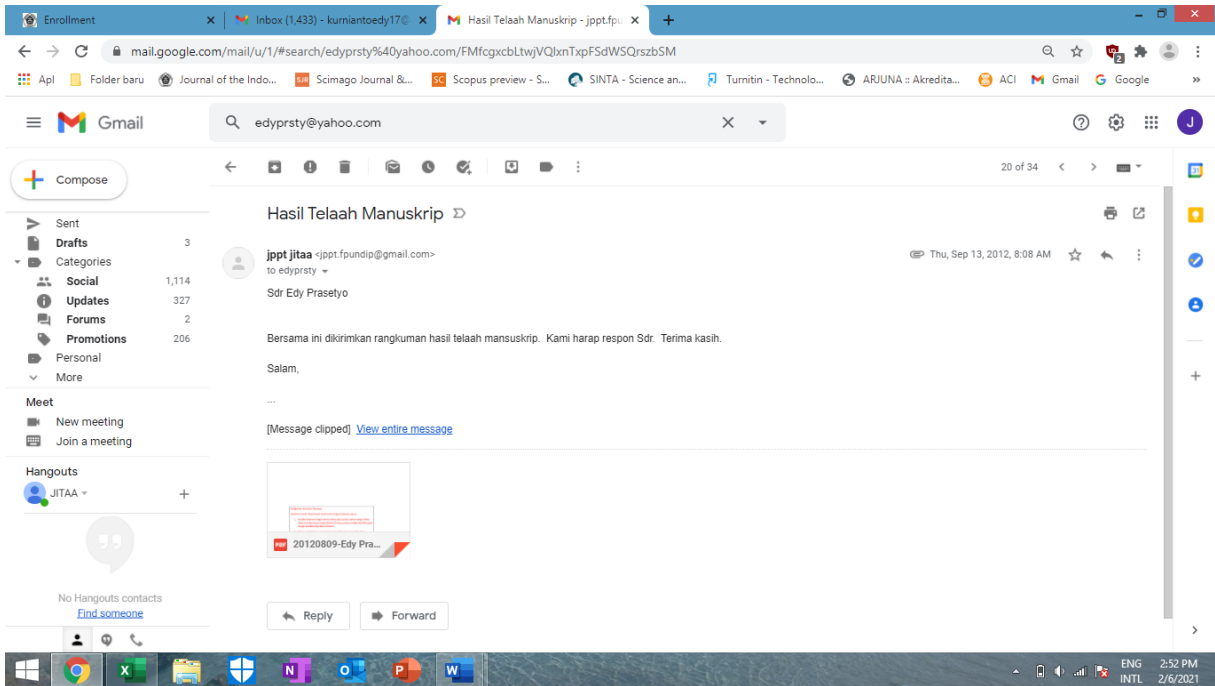 Enrollment
Inbox (1,433) - kurniantoedy17@
Hasil Telaah Manuskrip - jppt.fpu
mail.google.com/mail/u/1/#search/edyprsty%40yahoo.com/FMfcgxcbLtwjVQlxnTxpFSdWSQrszbSM
Apl
Folder baru
Journal of the Indo...
Scimago Journal &...
Scopus preview - S...
SINTA - Science an...
Turnitin - Technolo...
ARJUNA :: Akredita...
ACI
Gmail
Google
Gmail
edyprsty@yahoo.com
J
Compose
20 of 34
Hasil Telaah Manuskrip
Sent
Drafts 3
Categories
Social 1,114
Updates 327
Forums 2
Promotions 206
Personal
More
Meet
New meeting
Join a meeting
Hangouts
JITAA
No Hangouts contacts
Find someone
jppt jitaa <jppt.fpundip@gmail.com>
Thu, Sep 13, 2012, 8:08 AM
to edyprsty
Sdr Edy Prasetyo
Bersama ini dikirimkan rangkuman hasil telaah mansuskrip. Kami harap respon Sdr. Terima kasih.
Salam,
...
[Message clipped] View entire message
PDF 20120809-Edy Pra...
Reply
Forward
ENG 2:52 PM
INTL 2/6/2021